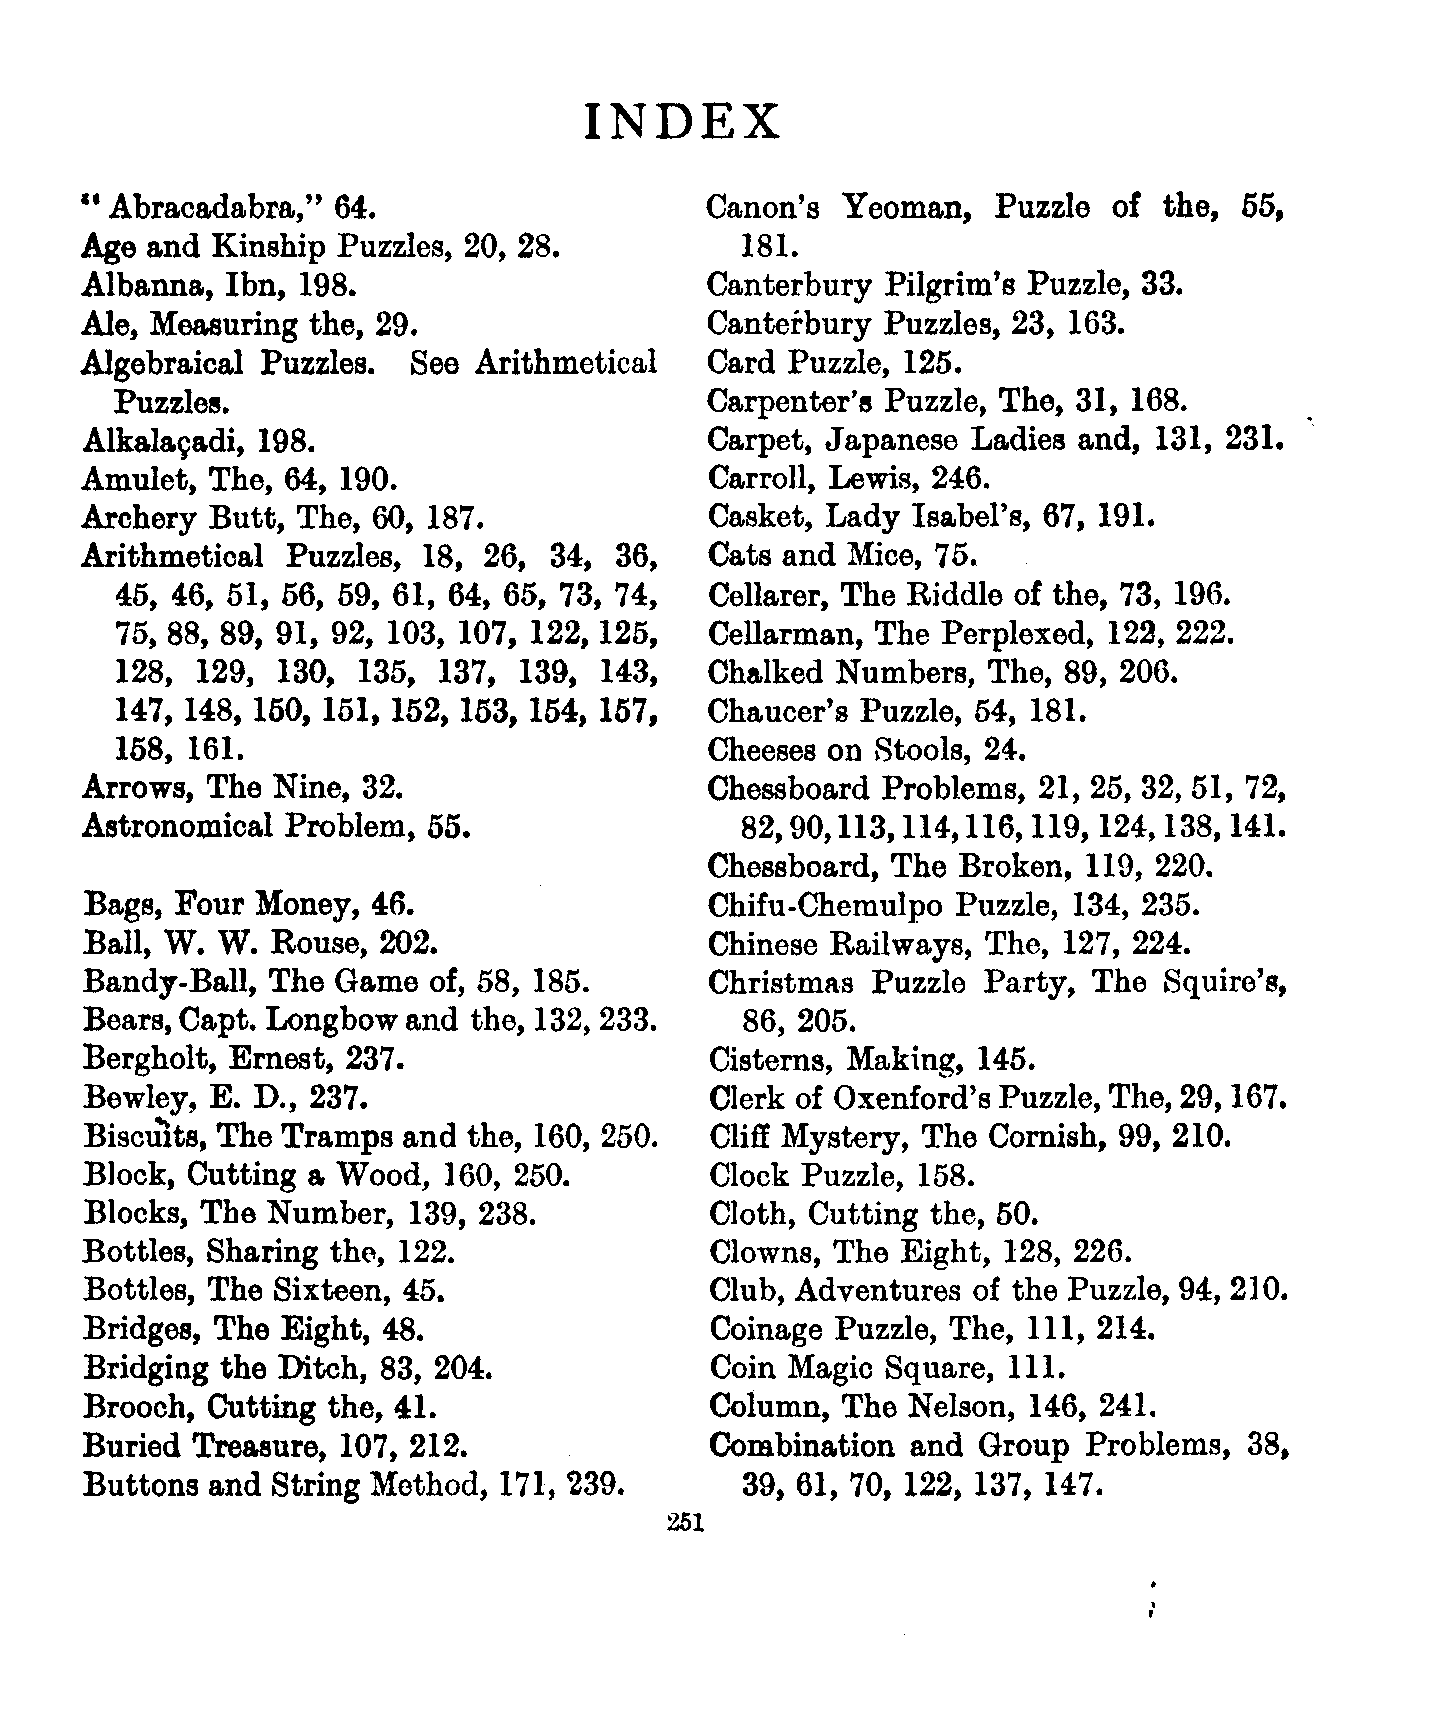 INDEX
“ Abracadabra,” 64.
Age and Kinship Puzzles, 20, 28.
Albanna, Ibn, 198.
Ale, Measuring the, 29.
Algebraical Puzzles. See Arithmetical
Puzzles.
Alkalaçadi, 198.
Amulet, The, 64, 190.
Archery Butt, The, 60, 187.
Arithmetical Puzzles, 18, 26, 34, 36,
45, 46, 51, 56, 59, 61, 64, 65, 73, 74,
75, 88, 89, 91, 92, 103, 107, 122, 125,
128, 129, 130, 135, 137, 139, 143,
147, 148, 150, 151, 152, 153, 154, 157,
158, 161.
Arrows, The Nine, 32.
Astronomical Problem, 55.
Bags, Four Money, 46.
Ball, W. W. Rouse, 202.
Bandy-Ball, The Game of, 58, 185.
Bears, Capt. Longbow and the, 132, 233.
Bergholt, Ernest, 237.
Bewley, E. D., 237.
Biscuits, The Tramps and the, 160, 250.
Block, Cutting a Wood, 160, 250.
Blocks, The Number, 139, 238.
Bottles, Sharing the, 122.
Bottles, The Sixteen, 45.
Bridges, The Eight, 48.
Bridging the Ditch, 83, 204.
Brooch, Cutting the, 41.
Buried Treasure, 107, 212.
Buttons and String Method, 171, 239.
Canon's Yeoman, Puzzle of the, 55,
181.
Canterbury Pilgrim's Puzzle, 33.
Canterbury Puzzles, 23, 163.
Card Puzzle, 125.
Carpenter's Puzzle, The, 31, 168.
Carpet, Japanese Ladies and, 131, 231.
Carroll, Lewis, 246.
Casket, Lady Isabel's, 67, 191.
Cats and Mice, 75.
Cellarer, The Riddle of the, 73, 196.
Cellarman, The Perplexed, 122, 222.
Chalked Numbers, The, 89, 206.
Chaucer's Puzzle, 54, 181.
Cheeses on Stools, 24.
Chessboard Problems, 21, 25, 32, 51, 72,
82, 90, 113, 114, 116, 119, 124, 138, 141.
Chessboard, The Broken, 119, 220.
Chifu-Chemulpo Puzzle, 134, 235.
Chinese Railways, The, 127, 224.
Christmas Puzzle Party, The Squire's,
86, 205.
Cisterns, Making, 145.
Clerk of Oxenford's Puzzle, The, 29, 167.
Cliff Mystery, The Cornish, 99, 210.
Clock Puzzle, 158.
Cloth, Cutting the, 50.
Clowns, The Eight, 128, 226.
Club, Adventures of the Puzzle, 94, 210.
Coinage Puzzle, The, 111, 214.
Coin Magic Square, 111.
Column, The Nelson, 146, 241.
Combination and Group Problems, 38,
39, 61, 70, 122, 137, 147.
251